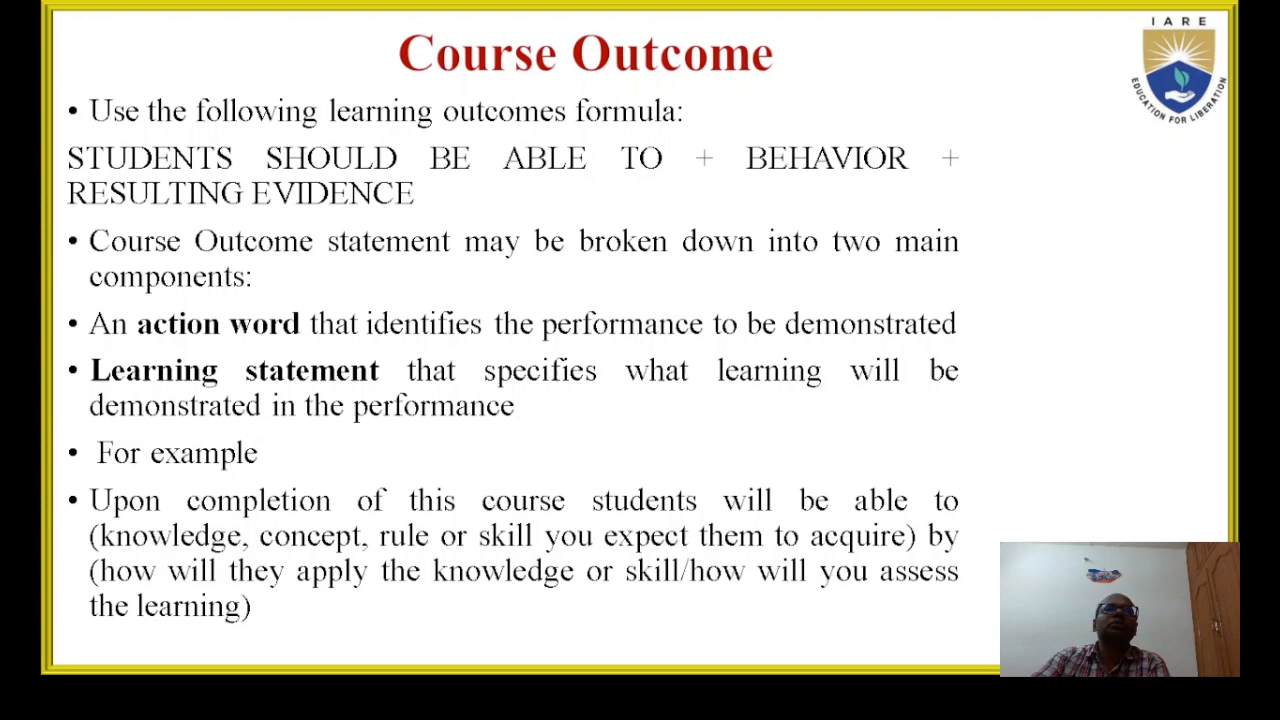 Course Outcome
I A R E
EDUCATION FOR LIBERATION
• Use the following learning outcomes formula:
STUDENTS SHOULD BE ABLE TO + BEHAVIOR +
RESULTING EVIDENCE
• Course Outcome statement may be broken down into two main
components:
• An action word that identifies the performance to be demonstrated
• Learning statement that specifies what learning will be
demonstrated in the performance
• For example
• Upon completion of this course students will be able to
(knowledge, concept, rule or skill you expect them to acquire) by
(how will they apply the knowledge or skill/how will you assess
the learning)